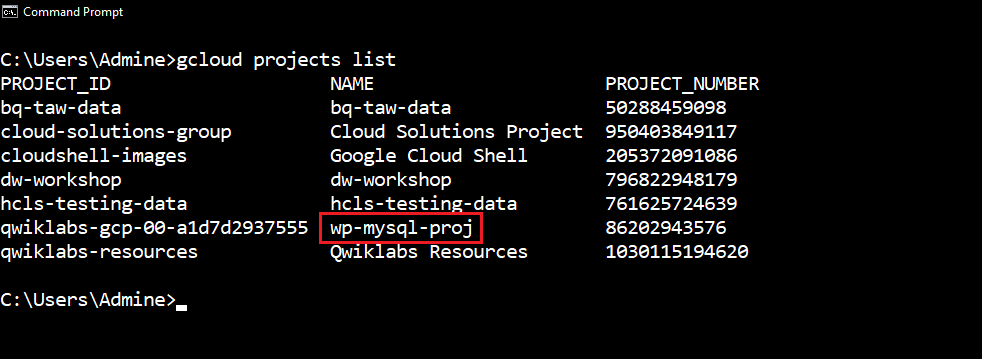 Command Prompt
C:\Users\Admine>gcloud projects list
PROJECT_ID NAME PROJECT_NUMBER
bq-taw-data bq-taw-data 50288459098
cloud-solutions-group Cloud Solutions Project 950403849117
cloudshell-images Google Cloud Shell 205372091086
dw-workshop dw-workshop 796822948179
hcls-testing-data hcls-testing-data 761625724639
qwiklabs-gcp-00-a1d7d2937555 wp-mysql-proj 86202943576
qwiklabs-resources Qwiklabs Resources 1030115194620
C:\Users\Admine>